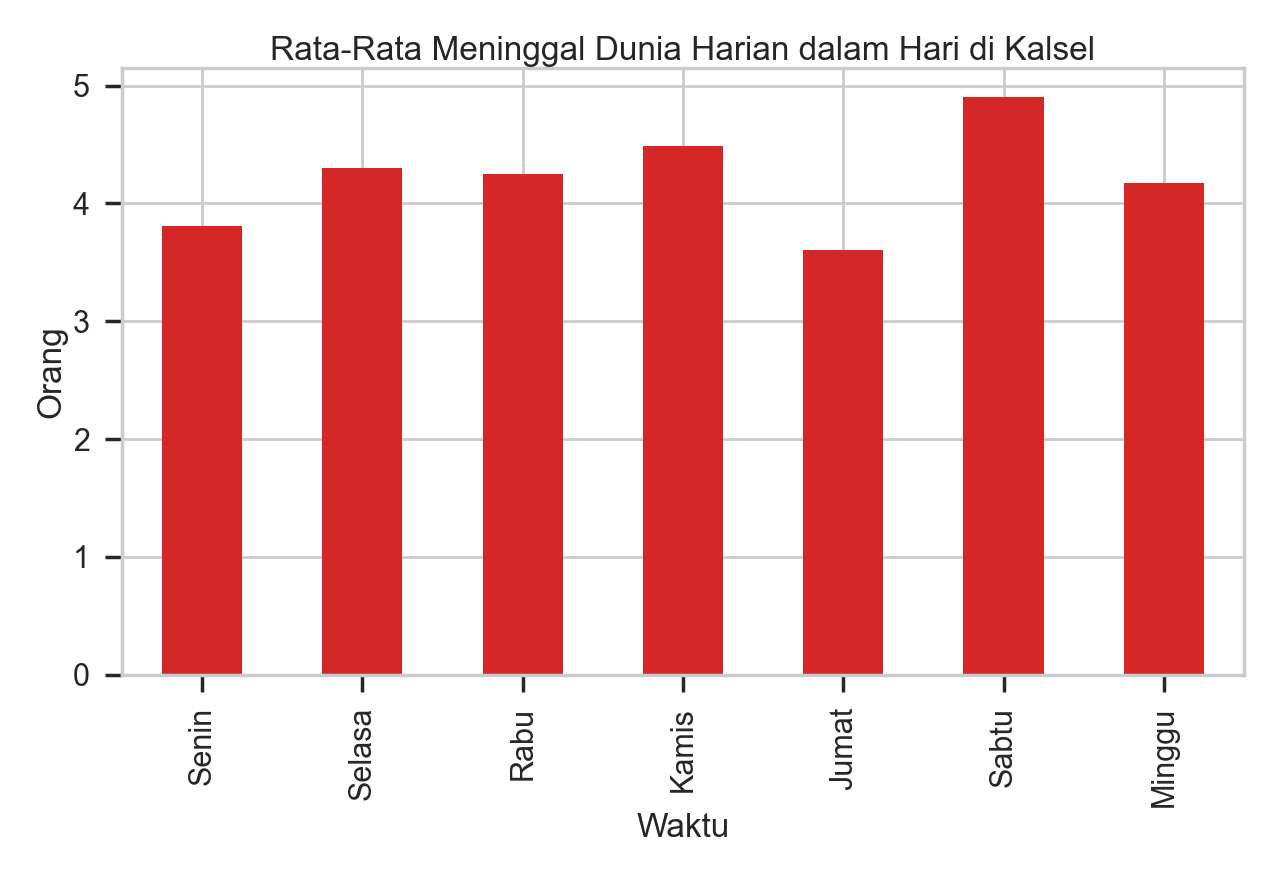 Rata-Rata Meninggal Dunia Harian dalam Hari di Kalsel
5
4
3
2
1
0
Orang
Senin
Selasa
Rabu
Kamis
Jumat
Sabtu
Minggu
Waktu